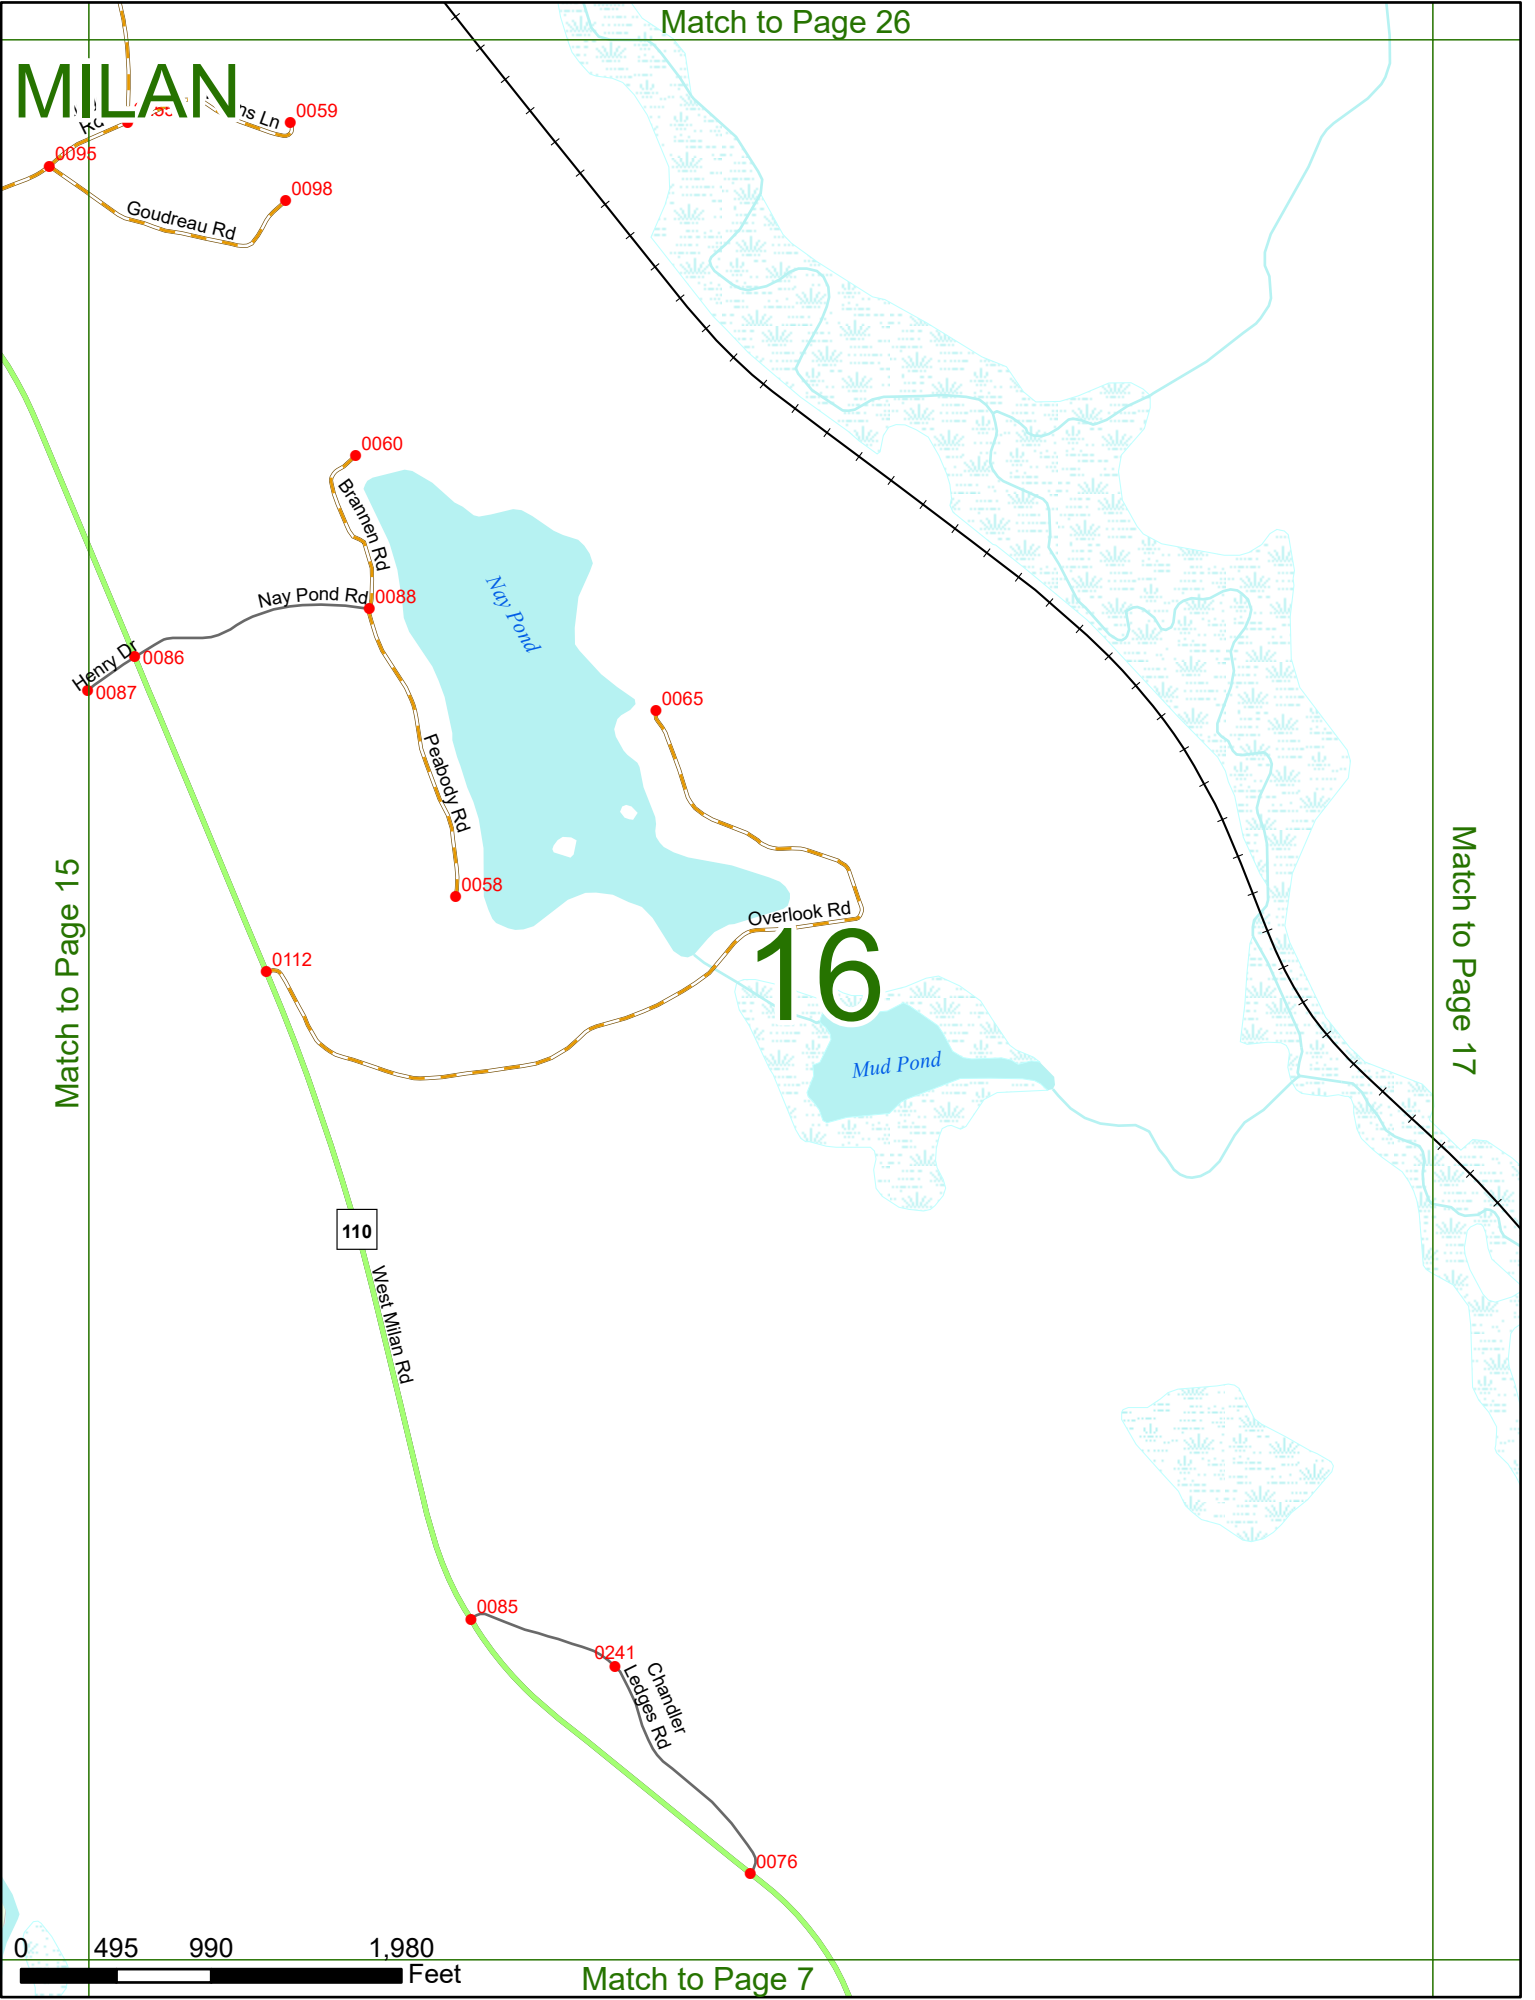 Match to Page 26
MILAN
Rd
ns Ln
0059
0095
0098
Goudreau Rd
0060
Brannen Rd
Nay Pond
Nay Pond Rd
0088
Henry Dr
0086
0087
0065
Peabody Rd
0058
Overlook Rd
16
0112
Mud Pond
Match to Page 15
Match to Page 17
110
West Milan Rd
0085
0241
Chandler
Ledges Rd
0076
0 495 990 1,980
Feet
Match to Page 7